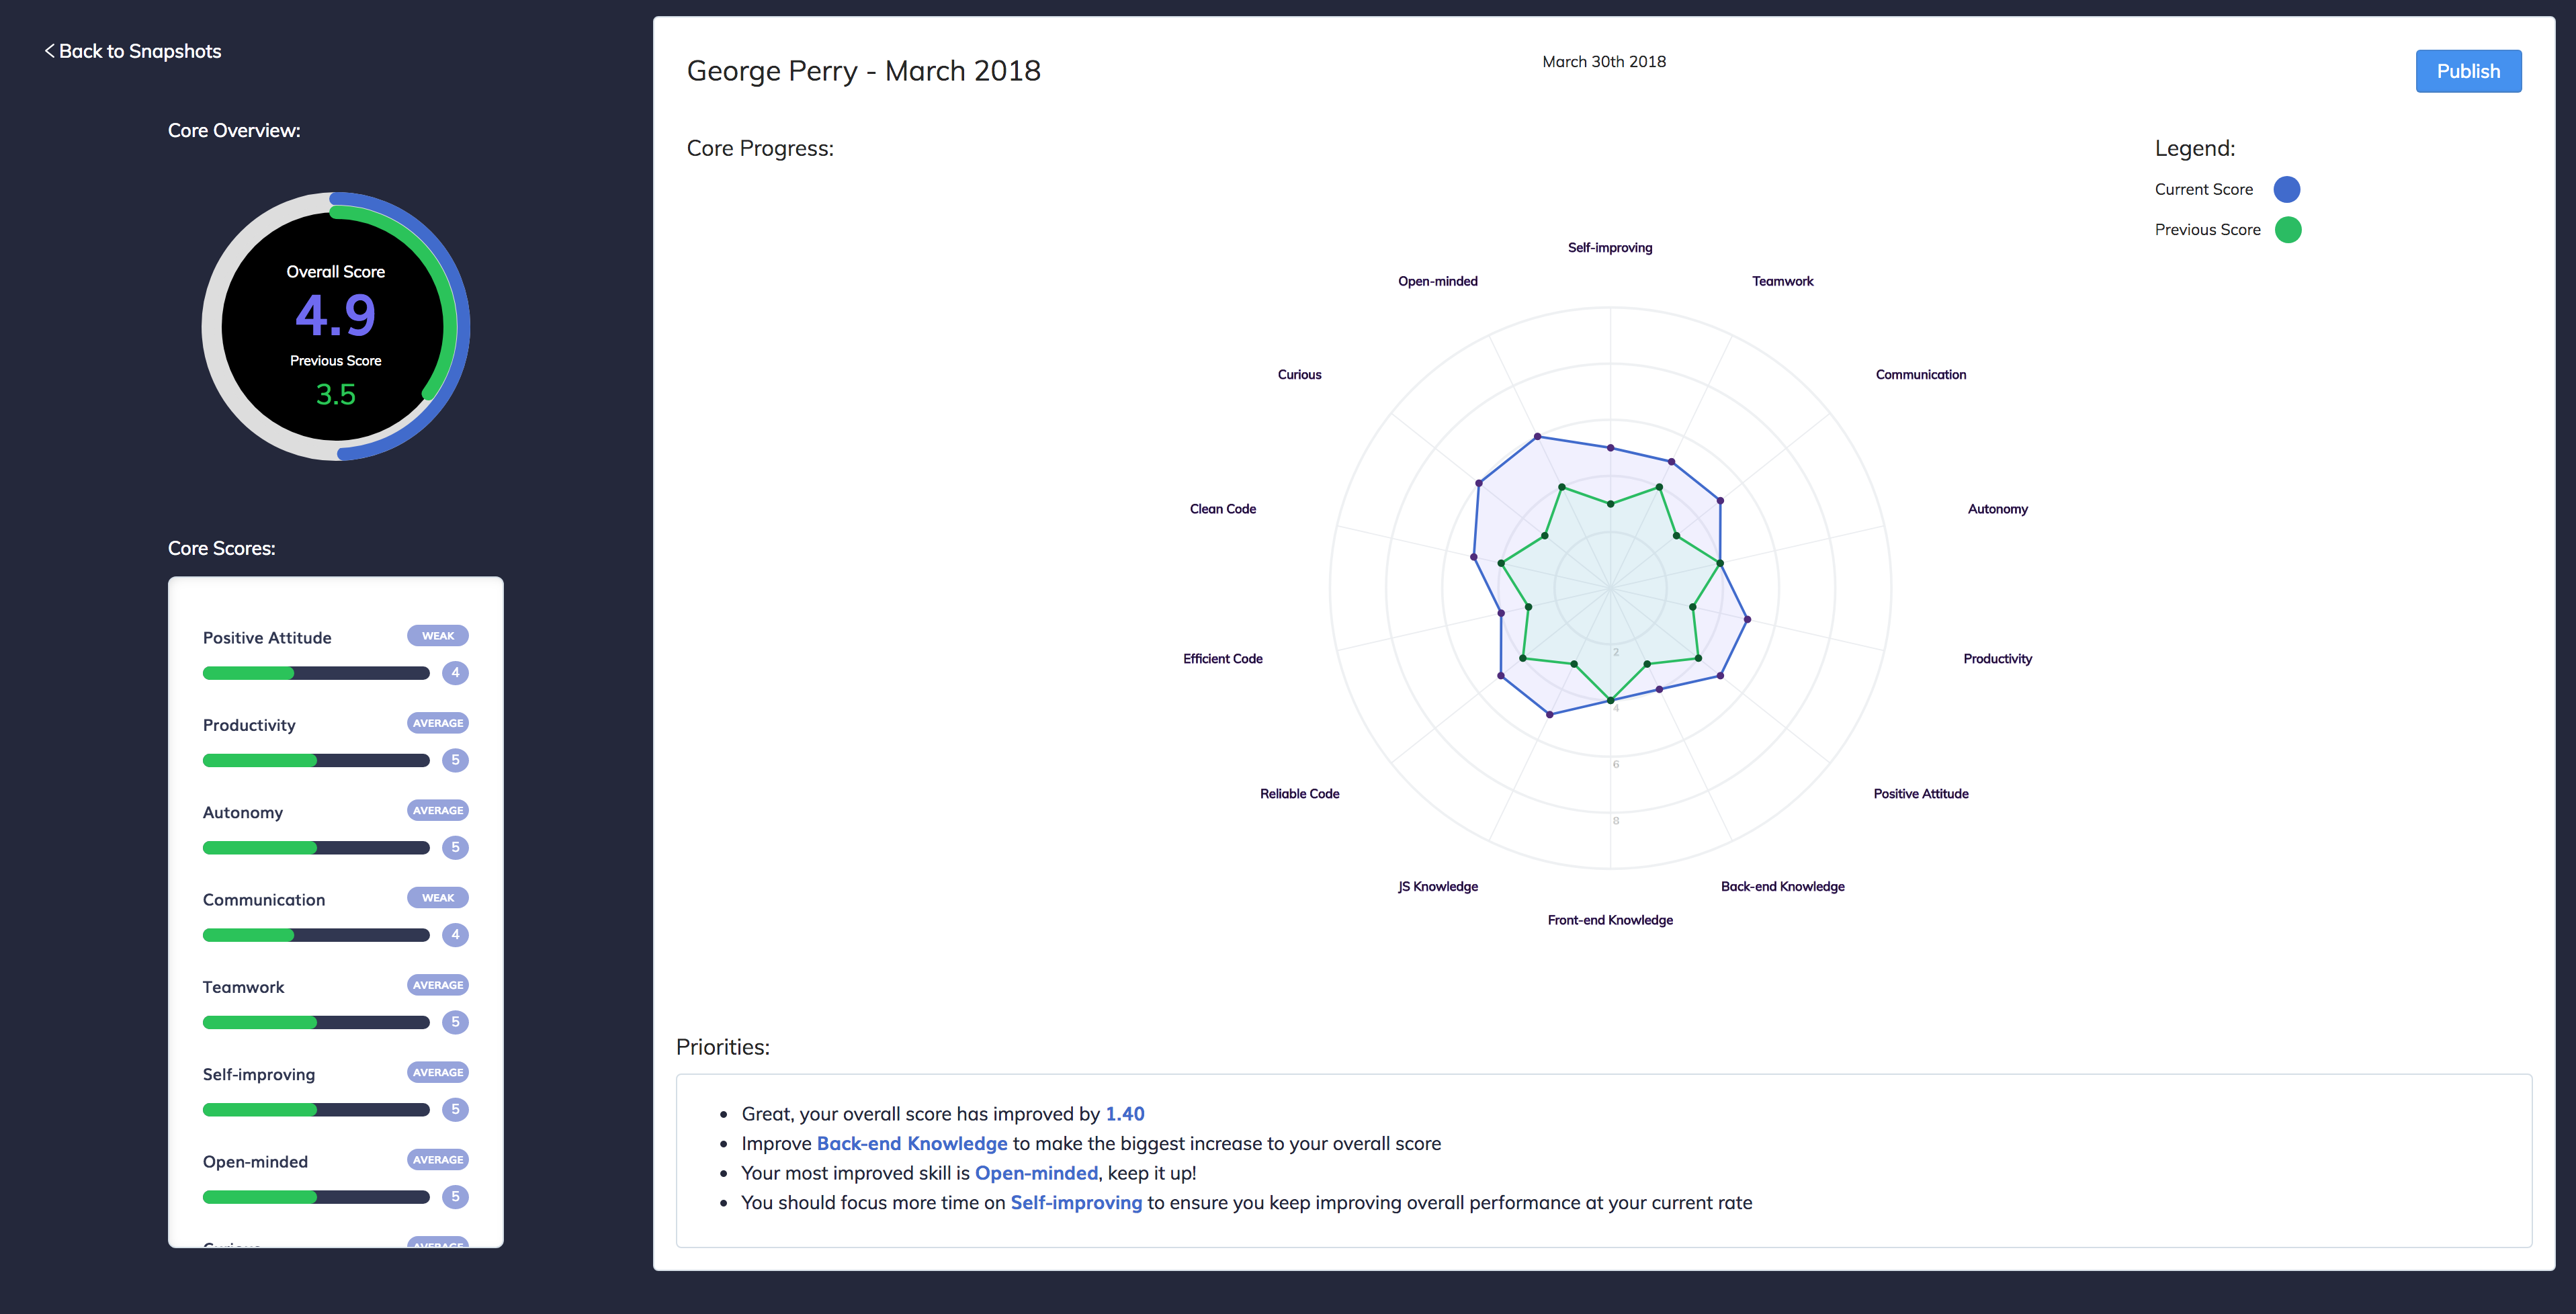 Back to Snapshots
Core Overview:
Overall Score
4.9
Previous Score
3.5
Core Scores:
Positive Attitude WEAK
4
Productivity AVERAGE
5
Autonomy AVERAGE
5
Communication WEAK
4
Teamwork AVERAGE
5
Self-improving AVERAGE
5
Open-minded AVERAGE
5
Curious AVERAGE
George Perry - March 2018
March 30th 2018
Publish
Core Progress:
Legend:
Current Score
Previous Score
Self-improving
Open-minded
Teamwork
Curious
Communication
Clean Code
Autonomy
Efficient Code
Productivity
Reliable Code
Positive Attitude
JS Knowledge
Back-end Knowledge
Front-end Knowledge
2
4
6
8
Priorities:
• Great, your overall score has improved by 1.40
• Improve Back-end Knowledge to make the biggest increase to your overall score
• Your most improved skill is Open-minded, keep it up!
• You should focus more time on Self-improving to ensure you keep improving overall performance at your current rate